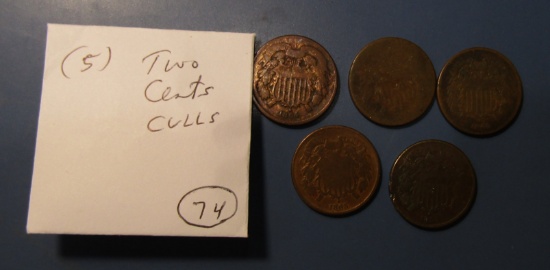 (5) Two
Cents
CULLS
74